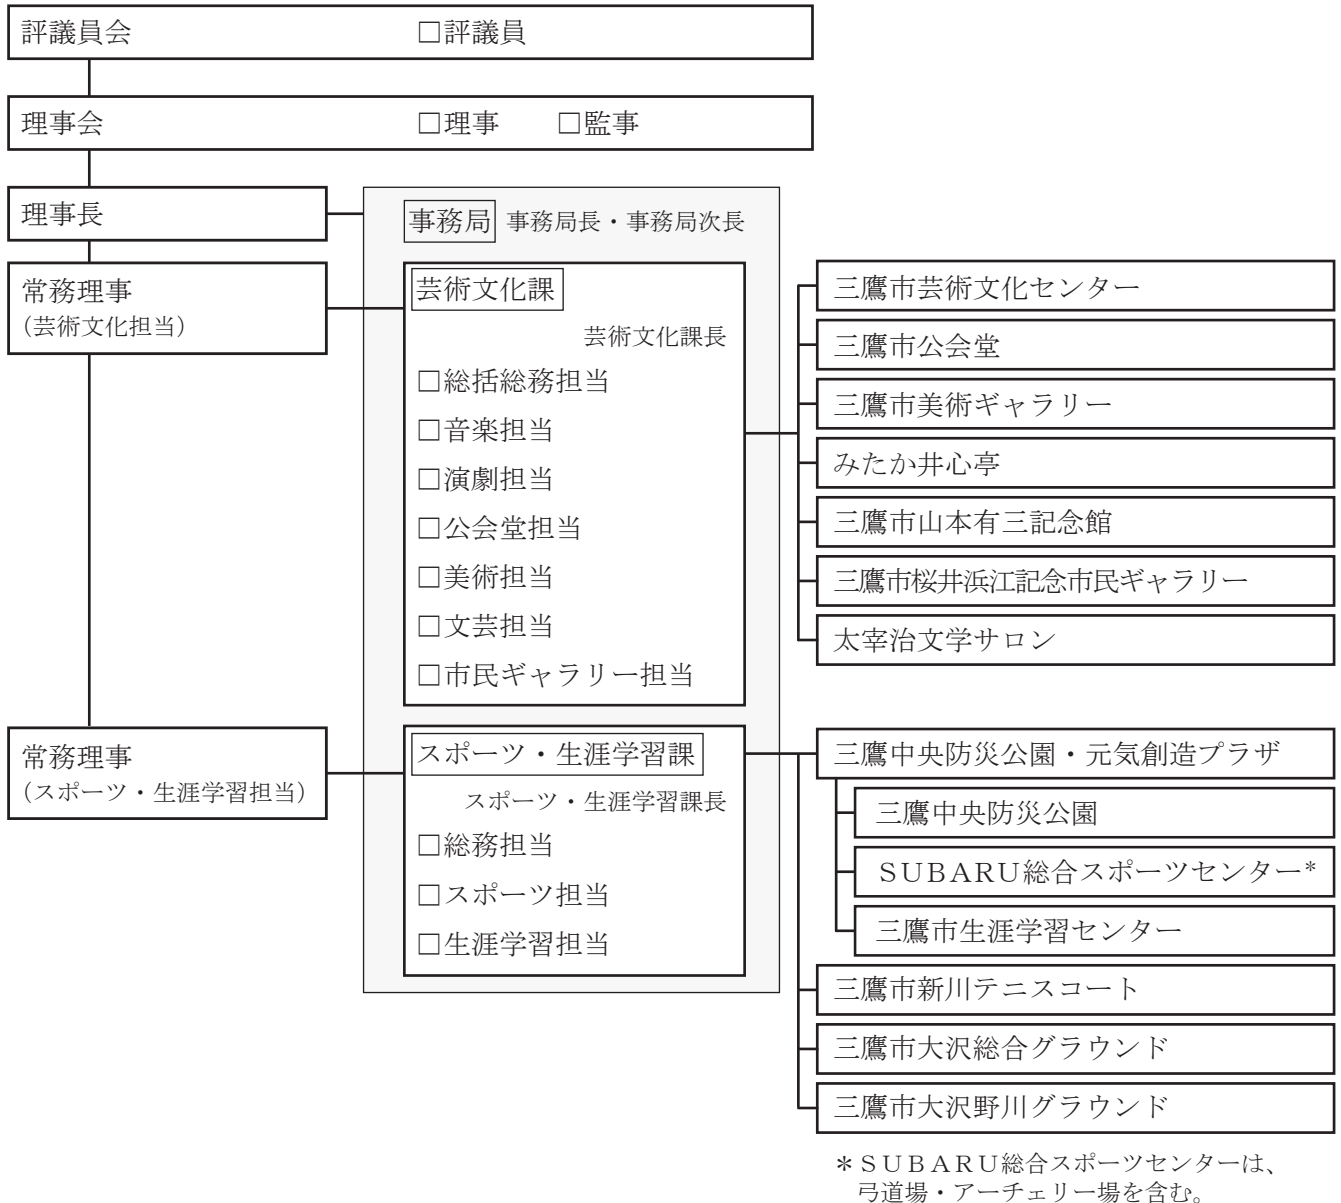 評議員会 □評議員
理事会 □理事 □監事
理事長
事務局 事務局長・事務局次長
常務理事
(芸術文化担当)
芸術文化課
芸術文化課長
□総括総務担当
□音楽担当
□演劇担当
□公会堂担当
□美術担当
□文芸担当
□市民ギャラリー担当
三鷹市芸術文化センター
三鷹市公会堂
三鷹市美術ギャラリー
みたか井心亭
三鷹市山本有三記念館
三鷹市桜井浜江記念市民ギャラリー
太宰治文学サロン
常務理事
(スポーツ・生涯学習担当)
スポーツ・生涯学習課
スポーツ・生涯学習課長
□総務担当
□スポーツ担当
□生涯学習担当
三鷹中央防災公園・元気創造プラザ
三鷹中央防災公園
SUBARU総合スポーツセンター*
三鷹市生涯学習センター
三鷹市新川テニスコート
三鷹市大沢総合グラウンド
三鷹市大沢野川グラウンド
*SUBARU総合スポーツセンターは、
弓道場・アーチェリー場を含む。